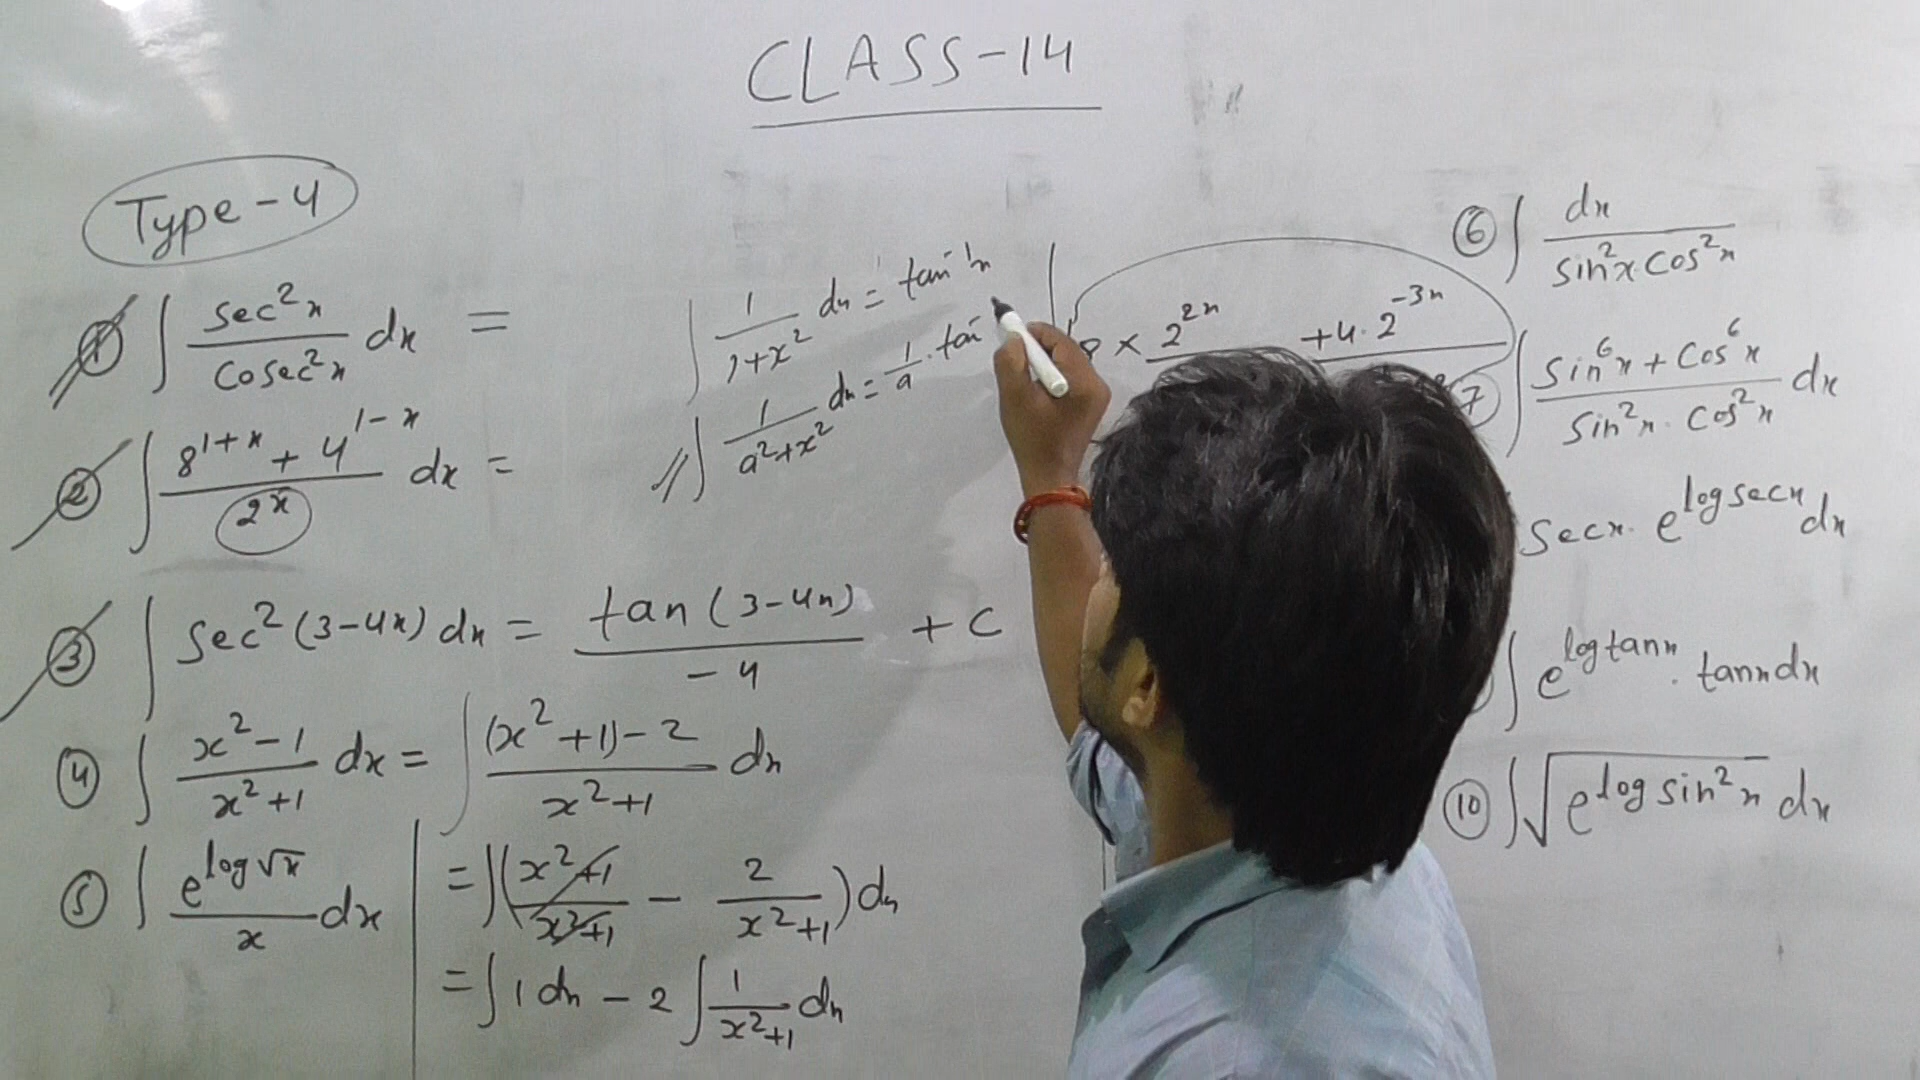 CLASS-14
Type-4
① ∫ sec²x / cosec²x dx =
② ∫ 8^(1+x) + 4^(1-x) / 2^x dx =
③ ∫ sec²(3-4x) dx = tan(3-4x) / -4 + C
④ ∫ x²-1 / x²+1 dx = ∫ (x²+1)-2 / x²+1 dx
= ∫(x²+1 / x²+1 - 2 / x²+1) dx
= ∫1 dx - 2 ∫ 1 / x²+1 dx
⑤ ∫ e^(log√x) / x dx
∫ 1 / 1+x² dx = tan⁻¹x
∫ 1 / a²+x² dx = 1/a · tan⁻
8 × 2^(2x) + 4·2^(-3x)
⑥ ∫ dx / sin²x·cos²x
⑦ ∫ sin⁶x + cos⁶x / sin²x · cos²x dx
secx · e^(log secx) dx
∫ e^(log tanx) · tanx dx
⑩ ∫ √(e^(log sin²x)) dx